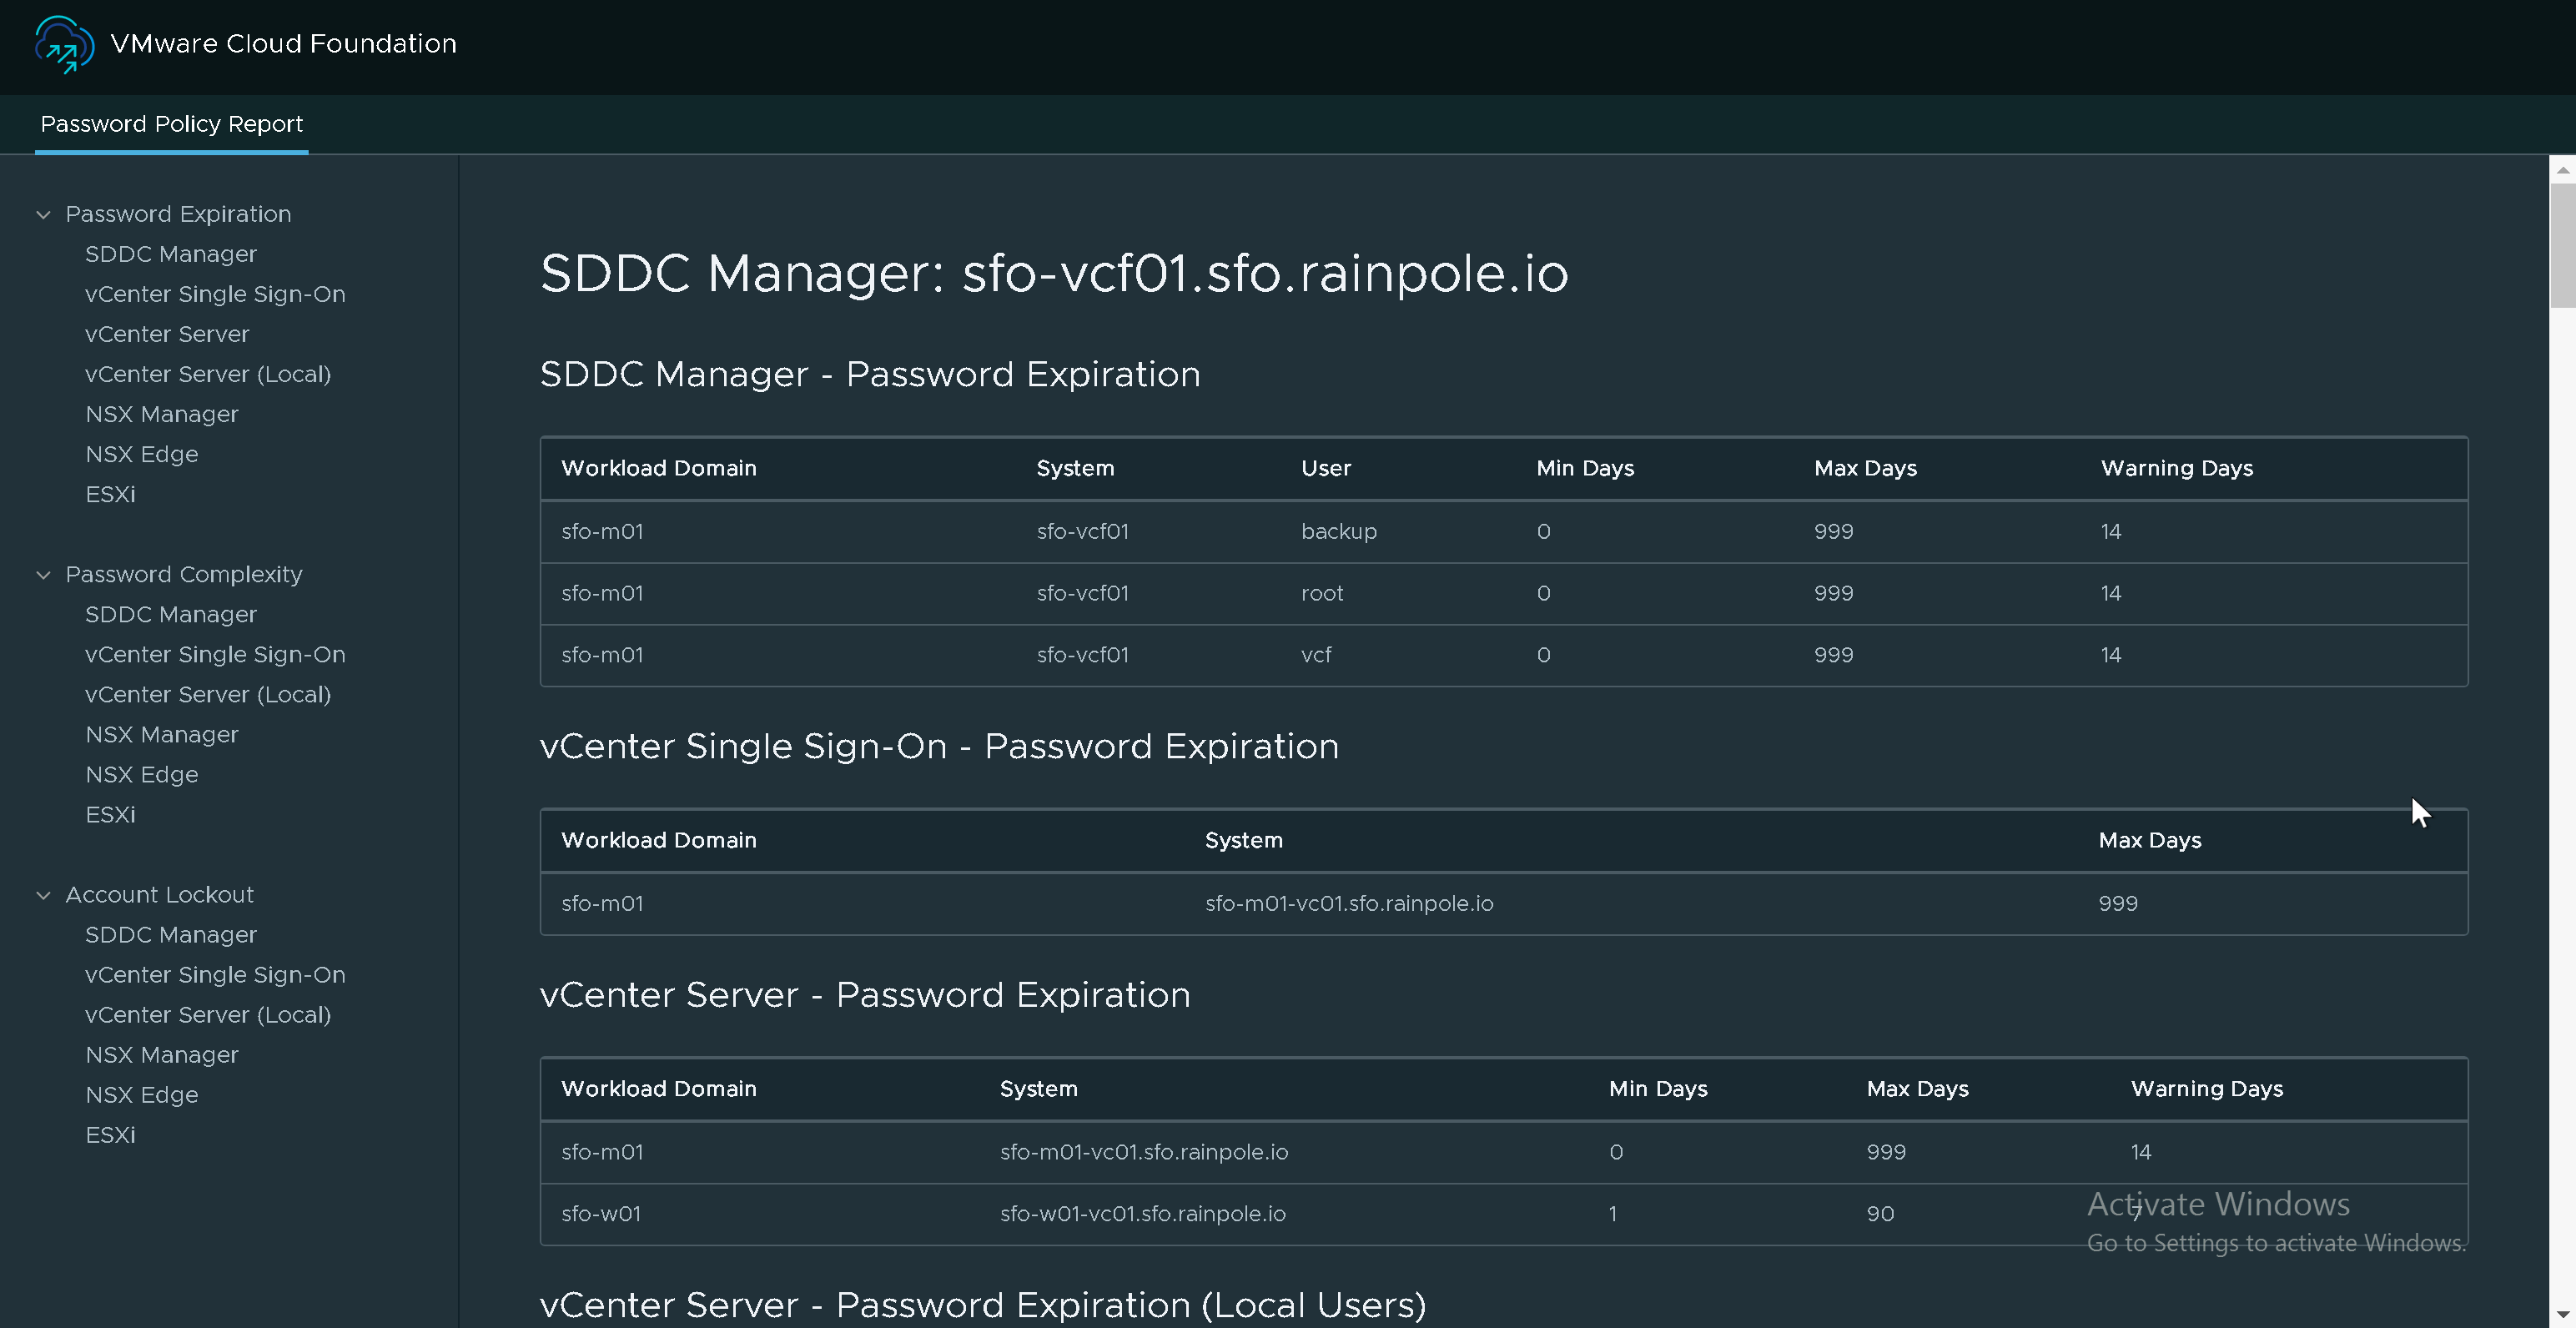 VMware Cloud Foundation
Password Policy Report
Password Expiration
SDDC Manager
vCenter Single Sign-On
vCenter Server
vCenter Server (Local)
NSX Manager
NSX Edge
ESXi
Password Complexity
SDDC Manager
vCenter Single Sign-On
vCenter Server (Local)
NSX Manager
NSX Edge
ESXi
Account Lockout
SDDC Manager
vCenter Single Sign-On
vCenter Server (Local)
NSX Manager
NSX Edge
ESXi
SDDC Manager: sfo-vcf01.sfo.rainpole.io
SDDC Manager - Password Expiration
Workload Domain System User Min Days Max Days Warning Days
sfo-m01 sfo-vcf01 backup 0 999 14
sfo-m01 sfo-vcf01 root 0 999 14
sfo-m01 sfo-vcf01 vcf 0 999 14
vCenter Single Sign-On - Password Expiration
Workload Domain System Max Days
sfo-m01 sfo-m01-vc01.sfo.rainpole.io 999
vCenter Server - Password Expiration
Workload Domain System Min Days Max Days Warning Days
sfo-m01 sfo-m01-vc01.sfo.rainpole.io 0 999 14
sfo-w01 sfo-w01-vc01.sfo.rainpole.io 1 90 7
Activate Windows
Go to Settings to activate Windows.
vCenter Server - Password Expiration (Local Users)